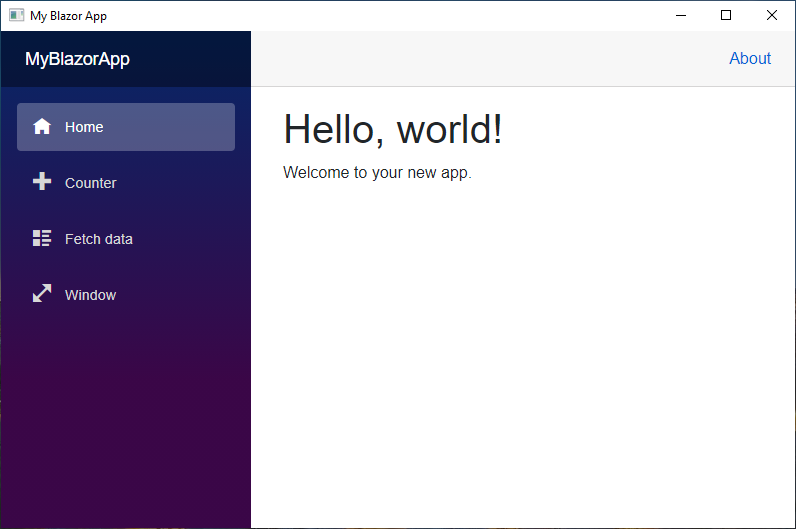 My Blazor App
MyBlazorApp
About
Home
Counter
Fetch data
Window
Hello, world!
Welcome to your new app.